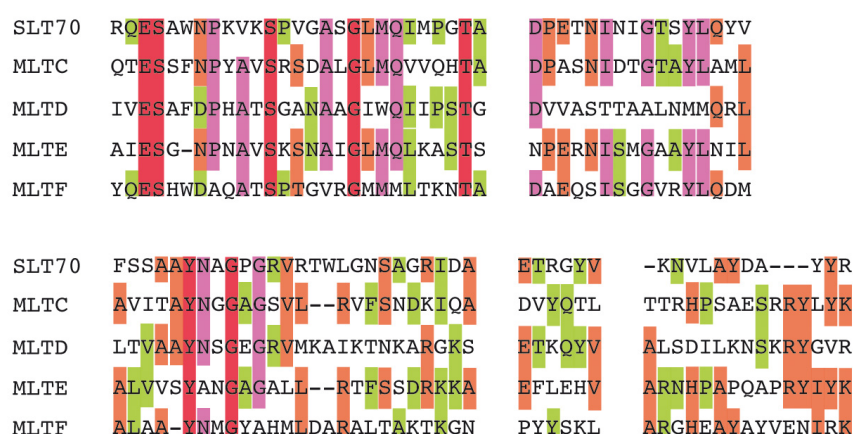 SLT70 RQESAWNPKVKSPVGASGLMQIMPGTA DPETNINIGTSYLQYV
MLTC QTESSFNPYAVSRSDALGLMQVVQHTA DPASNIDTGTAYLAML
MLTD IVESAFDPHATSGANAAGIWQIIPSTG DVVASTTAALNMMQRL
MLTE AIESG-NPNAVSKSNAIGLMQLKASTS NPERNISMGAAYLNIL
MLTF YQESHWDAQATSPTGVRGMMMLTKNTA DAEQSISGGVRYLQDM
SLT70 FSSAAYNAGPGRVRTWLGNSAGRIDA ETRGYV -KNVLAYDA---YYR
MLTC AVITAYNGGAGSVL--RVFSNDKIQA DVYQTL TTRHPSAESRRYLYK
MLTD LTVAAYNSGEGRVMKAIKTNKARGKS ETKQYV ALSDILKNSKRYGVR
MLTE ALVVSYANGAGALL--RTFSSDRKKA EFLEHV ARNHPAPQAPRYIYK
MLTF ALAA-YNMGYAHMLDARALTAKTKGN PYYSKL ARGHEAYAYVENIRK